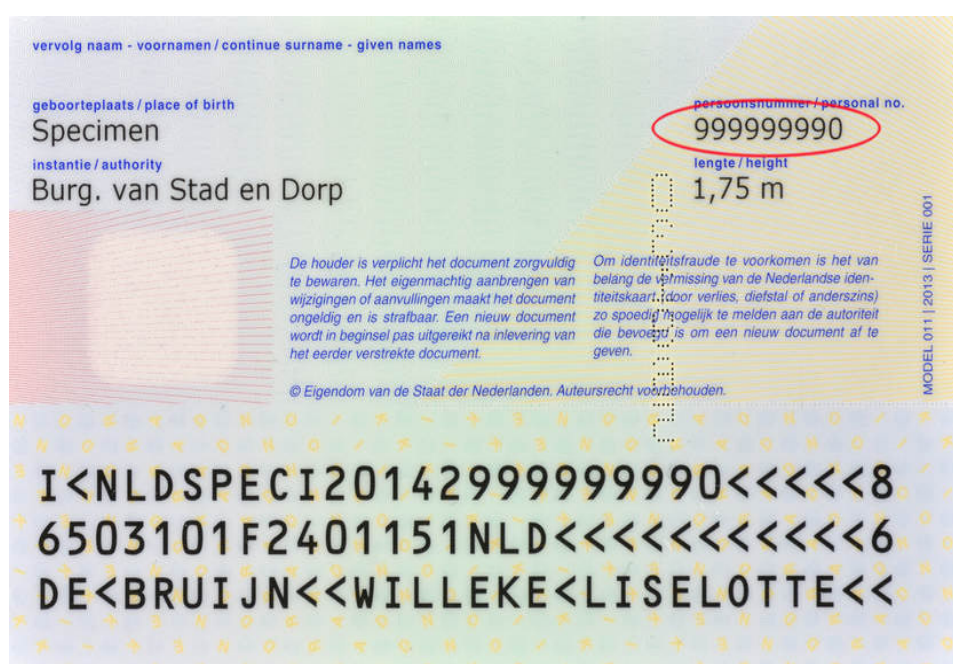 vervolg naam - voornamen / continue surname - given names
geboorteplaats / place of birth
Specimen
persoonsnummer / personal no.
999999990
instantie / authority
Burg. van Stad en Dorp
lengte / height
1,75 m
De houder is verplicht het document zorgvuldig
te bewaren. Het eigenmachtig aanbrengen van
wijzigingen of aanvullingen maakt het document
ongeldig en is strafbaar. Een nieuw document
wordt in beginsel pas uitgereikt na inlevering van
het eerder verstrekte document.
Om identiteitsfraude te voorkomen is het van
belang de vermissing van de Nederlandse iden-
titeitskaart (door verlies, diefstal of anderszins)
zo spoedig mogelijk te melden aan de autoriteit
die bevoegd is om een nieuw document af te
geven.
© Eigendom van de Staat der Nederlanden. Auteursrecht voorbehouden.
MODEL 011 | 2013 | SERIE 001
I<NLDSPECI20142999999990<<<<<8
6503101F2401151NLD<<<<<<<<<<<6
DE<BRUIJN<<WILLEKE<LISELOTTE<<